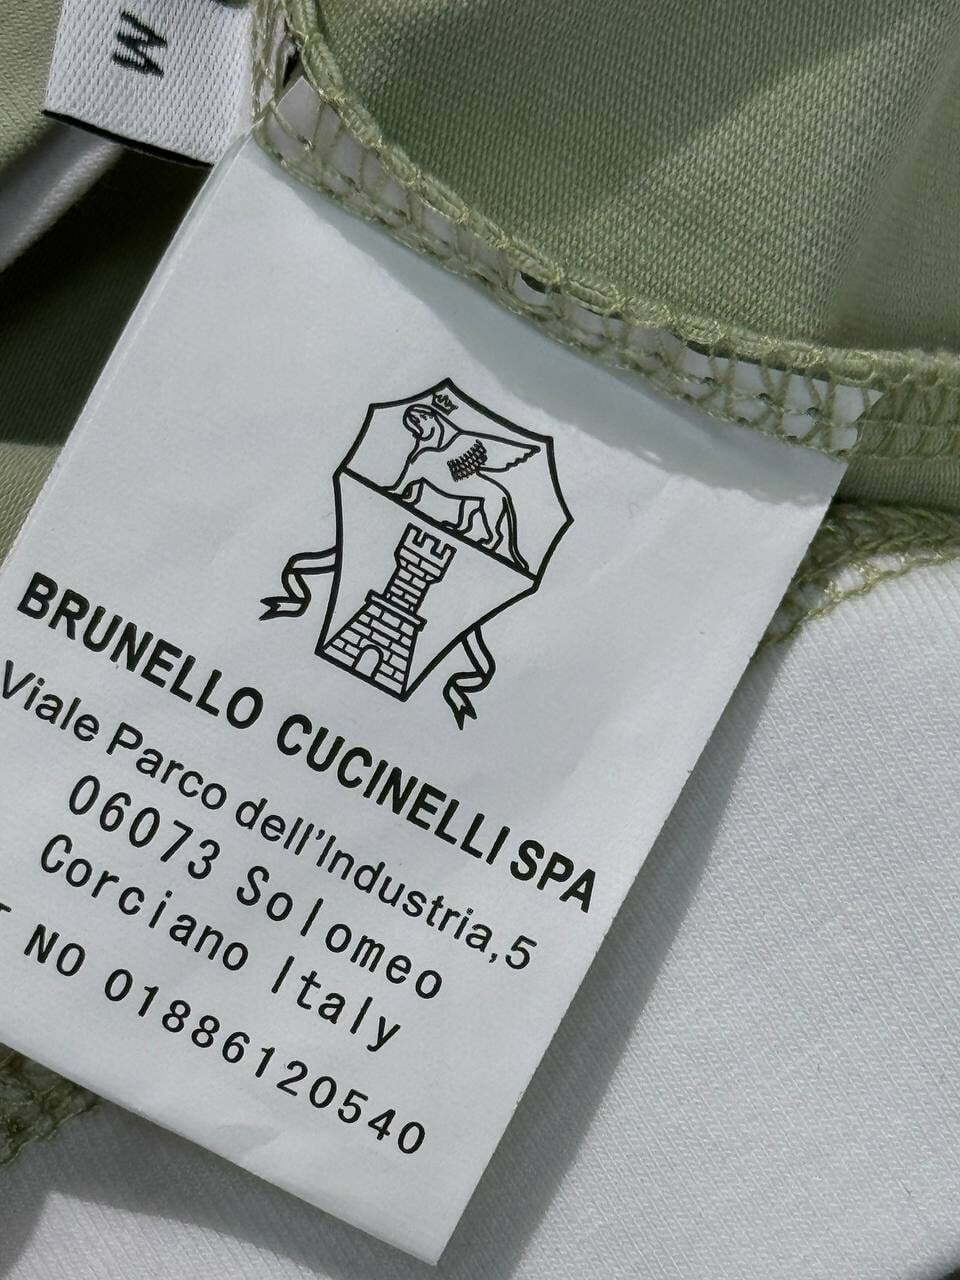 M
BRUNELLO CUCINELLI SPA
Viale Parco dell'Industria,5
06073 Solomeo
Corciano Italy
NO 01886120540